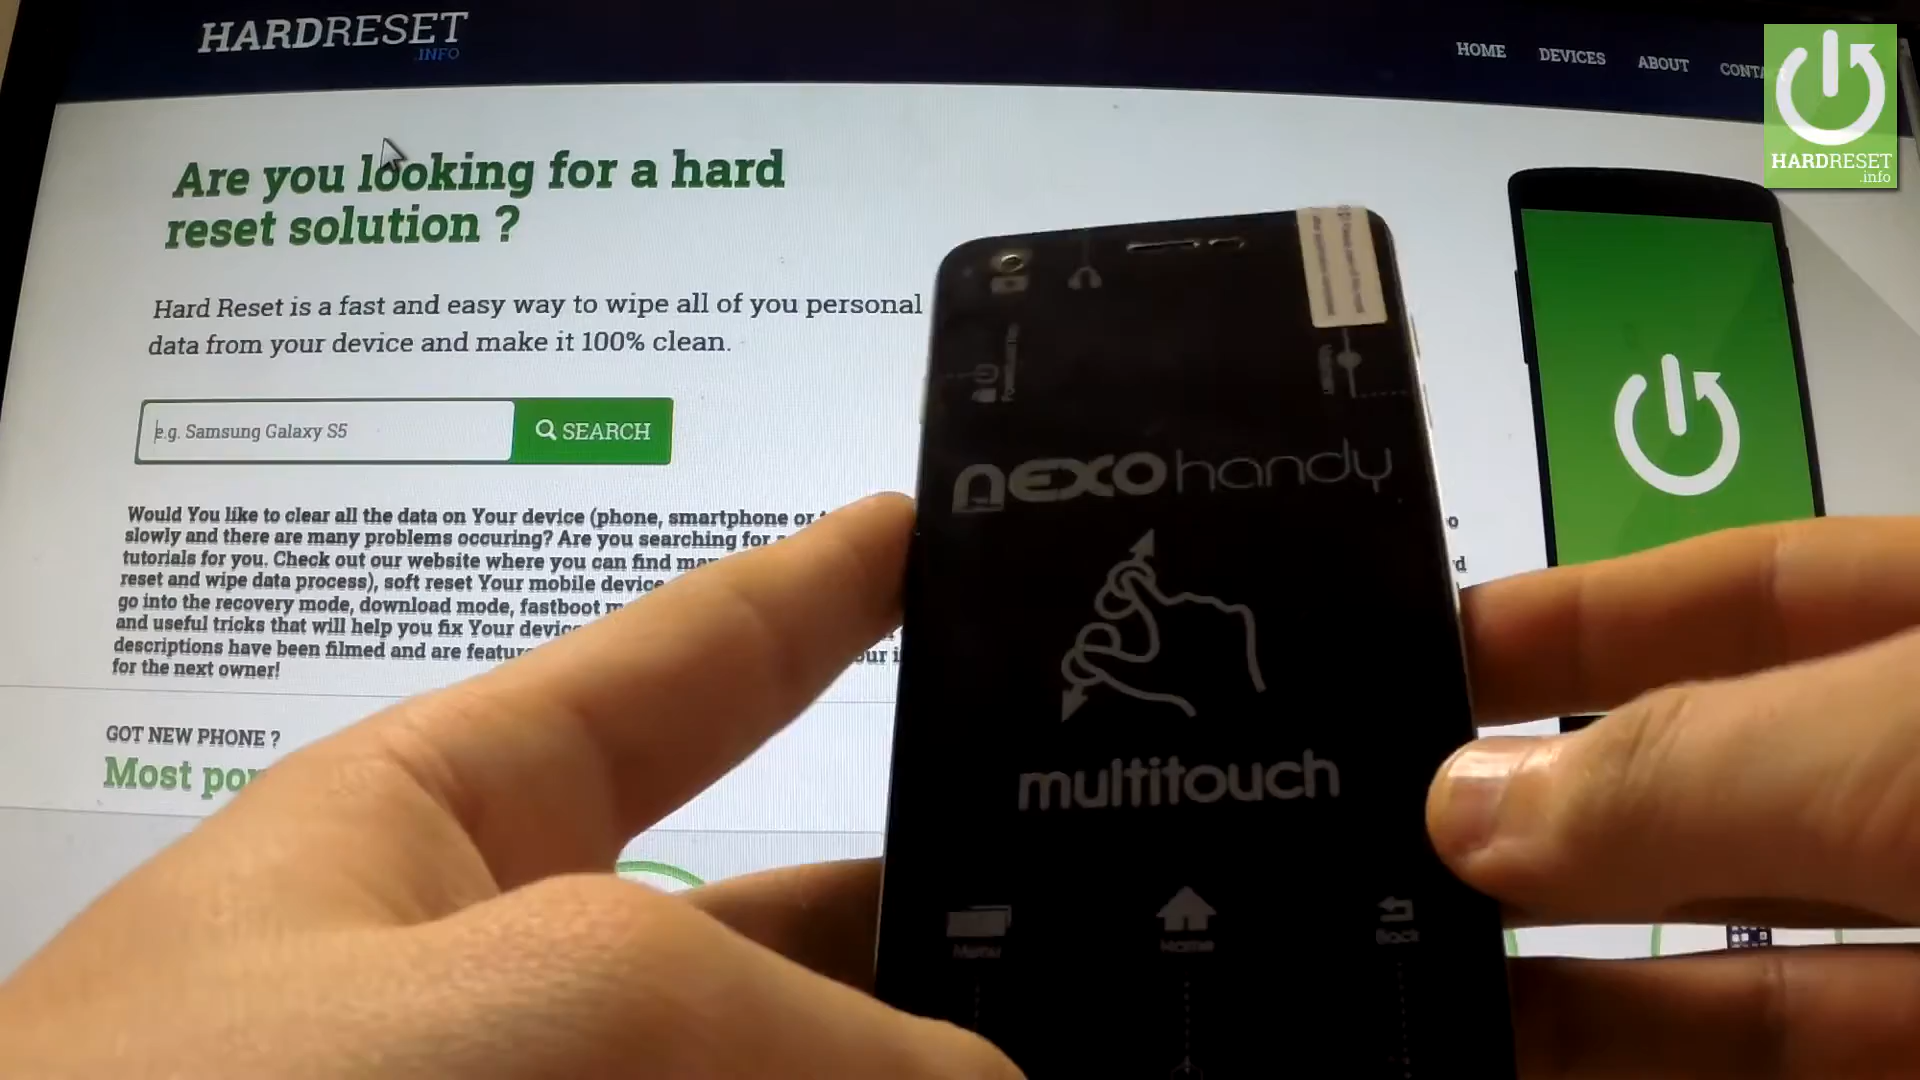 HARDRESET
.INFO
HOME DEVICES ABOUT
HARDRESET
.info
Are you looking for a hard
reset solution ?
Hard Reset is a fast and easy way to wipe all of you personal
data from your device and make it 100% clean.
e.g. Samsung Galaxy S5
SEARCH
Would You like to clear all the data on Your device (phone, smartphone or
slowly and there are many problems occuring? Are you searching for
tutorials for you. Check out our website where you can find
reset and wipe data process), soft reset Your mobile device
go into the recovery mode, download mode, fastboot
and useful tricks that will help you fix Your
descriptions have been filmed and are
for the next owner!
GOT NEW PHONE ?
Most
nexo handy
multitouch
Menu
Home
Back